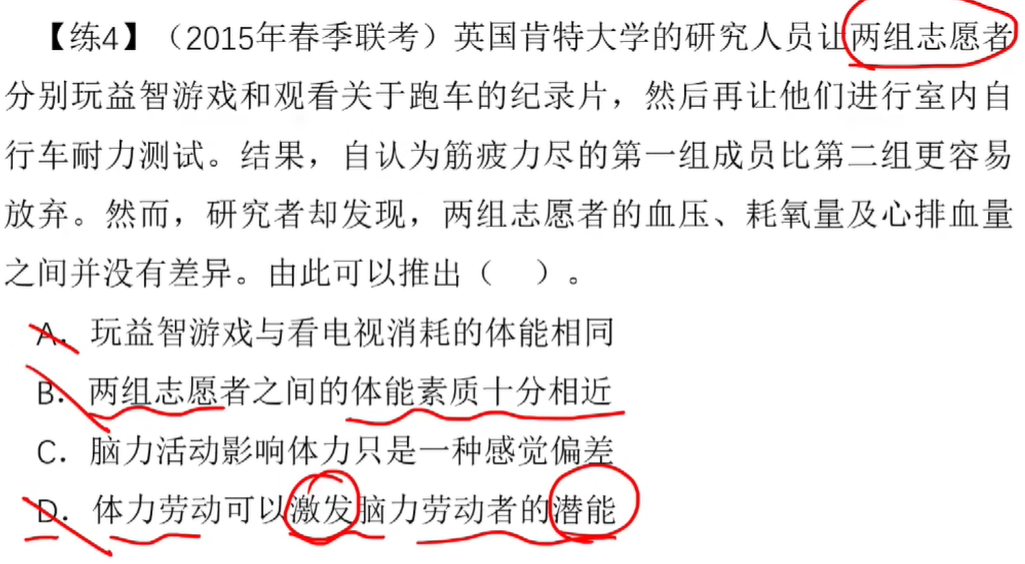 【练4】（2015年春季联考）英国肯特大学的研究人员让两组志愿者
分别玩益智游戏和观看关于跑车的纪录片，然后再让他们进行室内自
行车耐力测试。结果，自认为筋疲力尽的第一组成员比第二组更容易
放弃。然而，研究者却发现，两组志愿者的血压、耗氧量及心排血量
之间并没有差异。由此可以推出（ ）。
A. 玩益智游戏与看电视消耗的体能相同
B. 两组志愿者之间的体能素质十分相近
C. 脑力活动影响体力只是一种感觉偏差
D. 体力劳动可以激发脑力劳动者的潜能